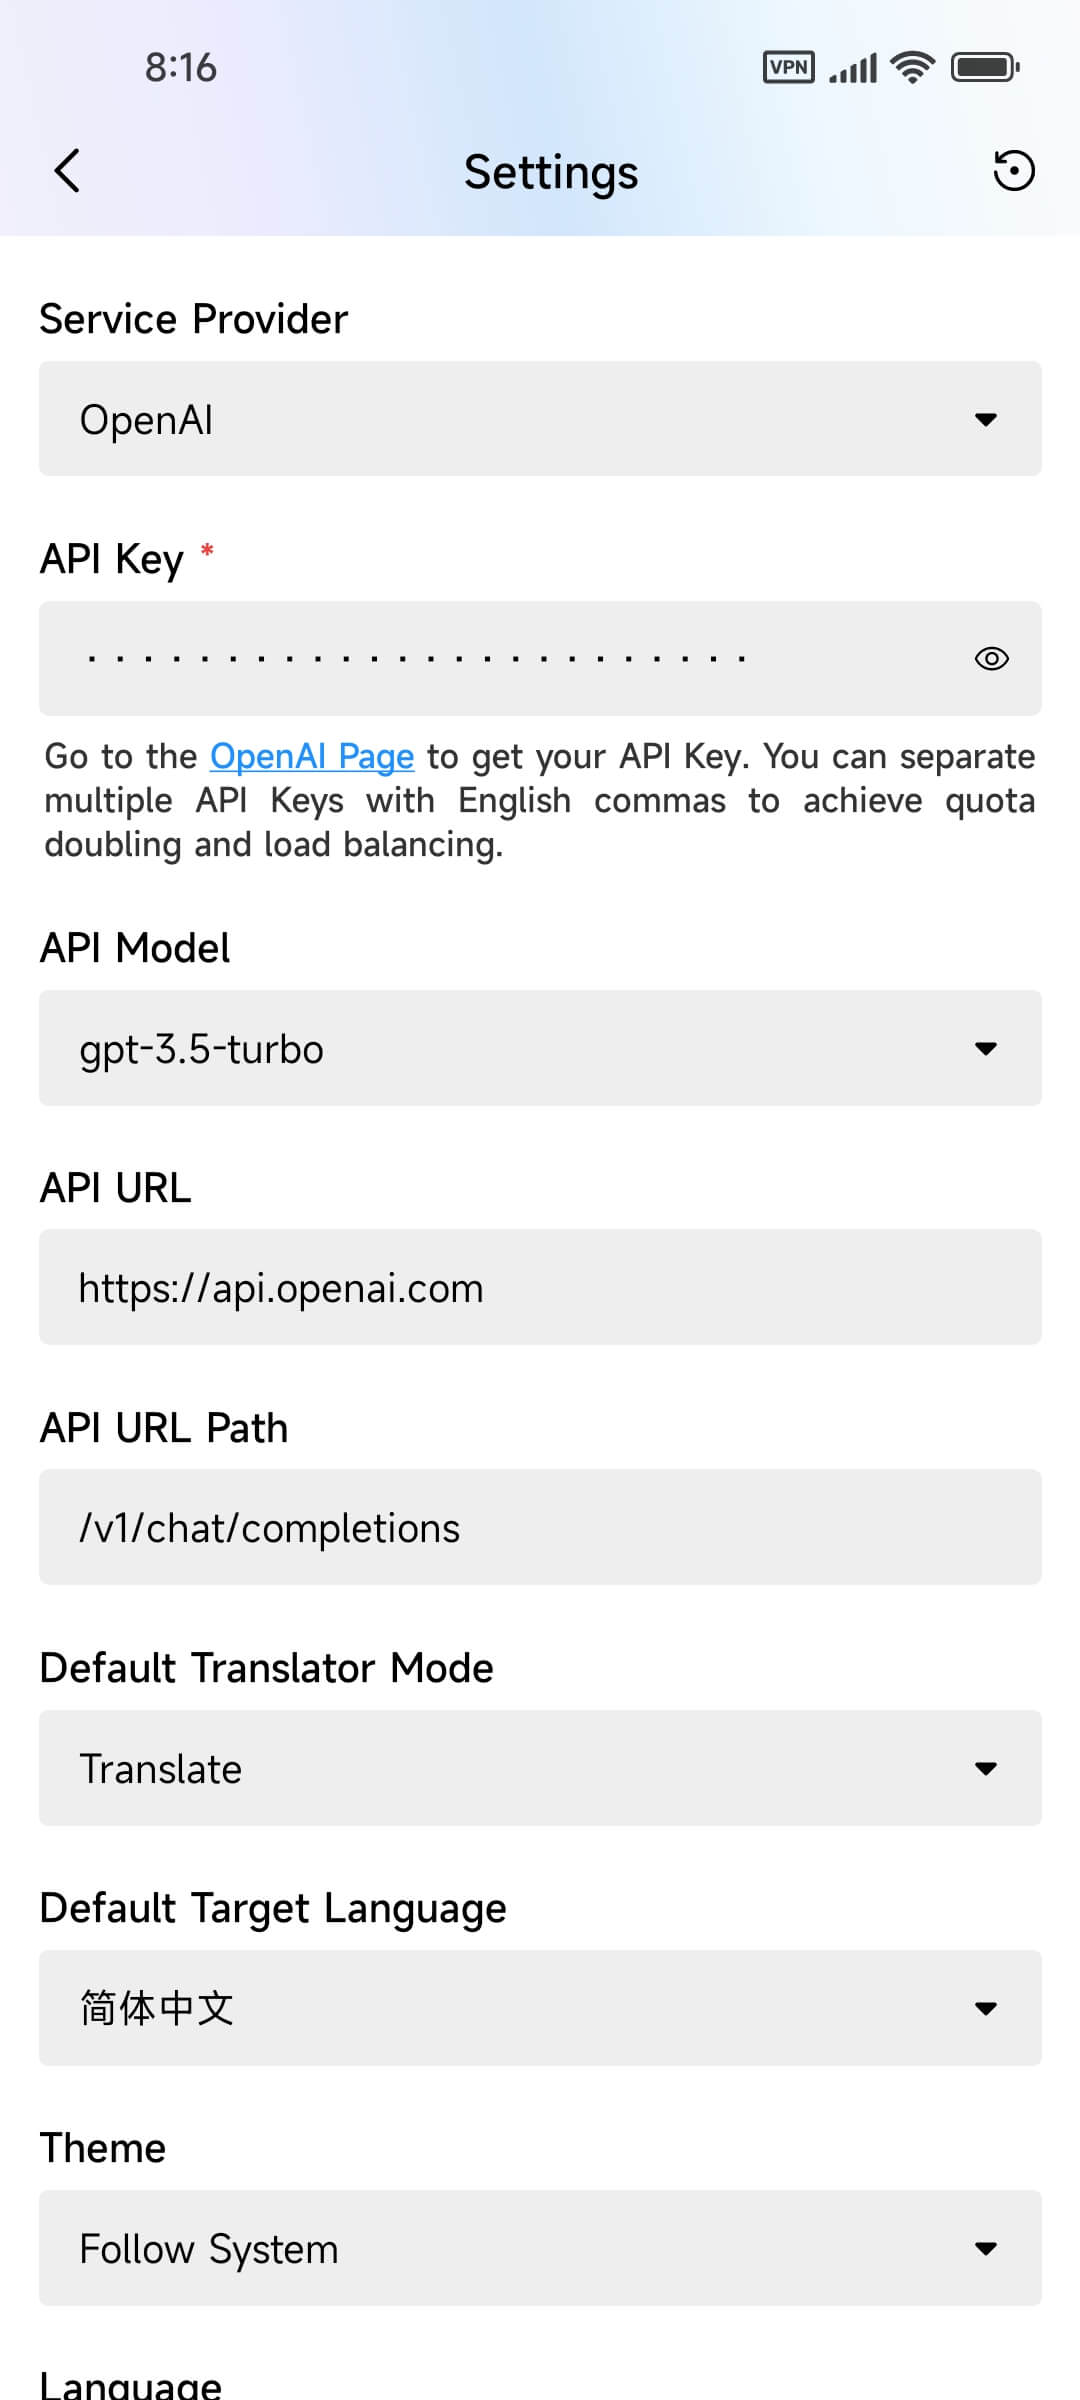 8:16
VPN
Settings
Service Provider
OpenAI
API Key *
Go to the OpenAI Page to get your API Key. You can separate
multiple API Keys with English commas to achieve quota
doubling and load balancing.
API Model
gpt-3.5-turbo
API URL
https://api.openai.com
API URL Path
/v1/chat/completions
Default Translator Mode
Translate
Default Target Language
简体中文
Theme
Follow System
Language